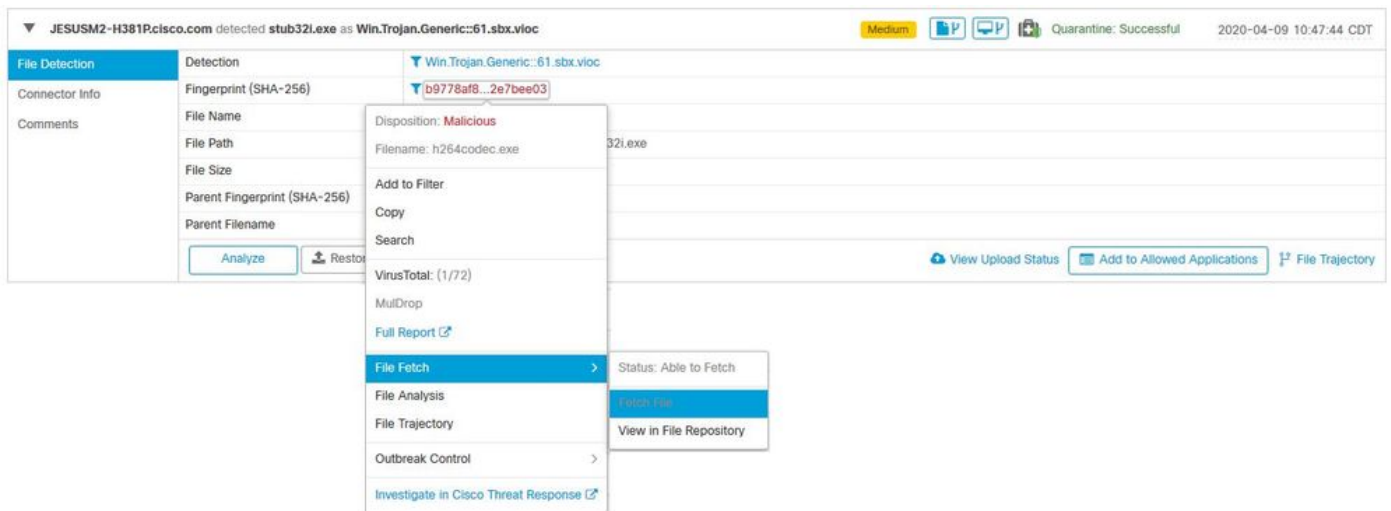 JESUSM2-H381P.cisco.com detected stub32i.exe as Win.Trojan.Generic::61.sbx.vioc Medium Quarantine: Successful 2020-04-09 10:47:44 CDT
File Detection
Connector Info
Comments
Detection Win.Trojan.Generic::61.sbx.vioc
Fingerprint (SHA-256) b9778af8...2e7bee03
File Name
File Path 32i.exe
File Size
Parent Fingerprint (SHA-256)
Parent Filename
Analyze Restor View Upload Status Add to Allowed Applications File Trajectory
Disposition: Malicious
Filename: h264codec.exe
Add to Filter
Copy
Search
VirusTotal: (1/72)
MulDrop
Full Report
File Fetch
File Analysis
File Trajectory
Outbreak Control
Investigate in Cisco Threat Response
Status: Able to Fetch
Fetch File
View in File Repository